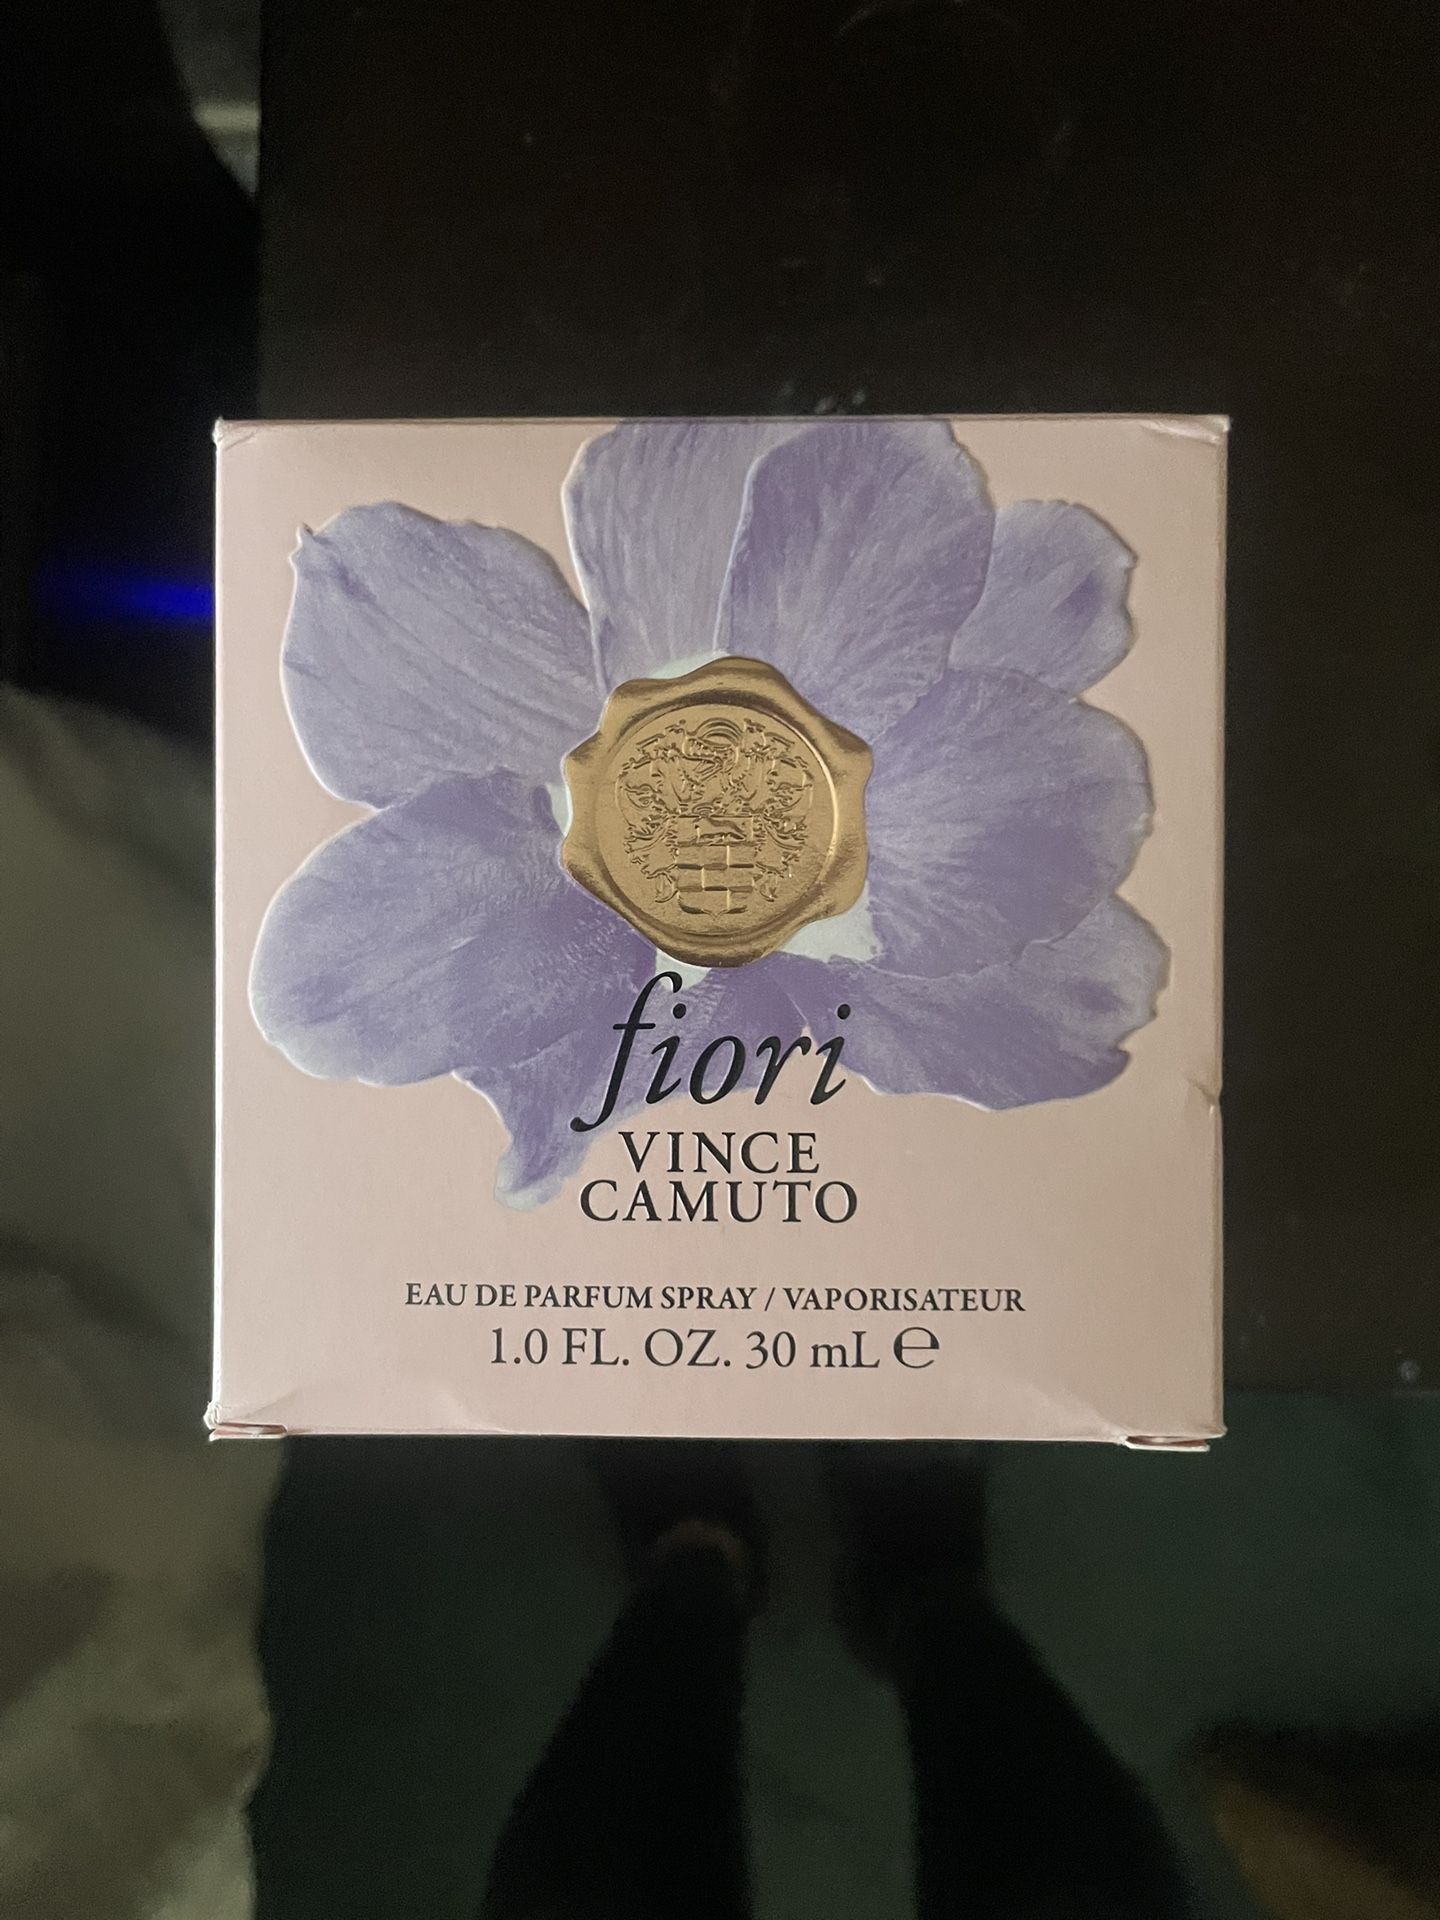 fiori
VINCE
CAMUTO
EAU DE PARFUM SPRAY / VAPORISATEUR
1.0 FL. OZ. 30 mL ℮